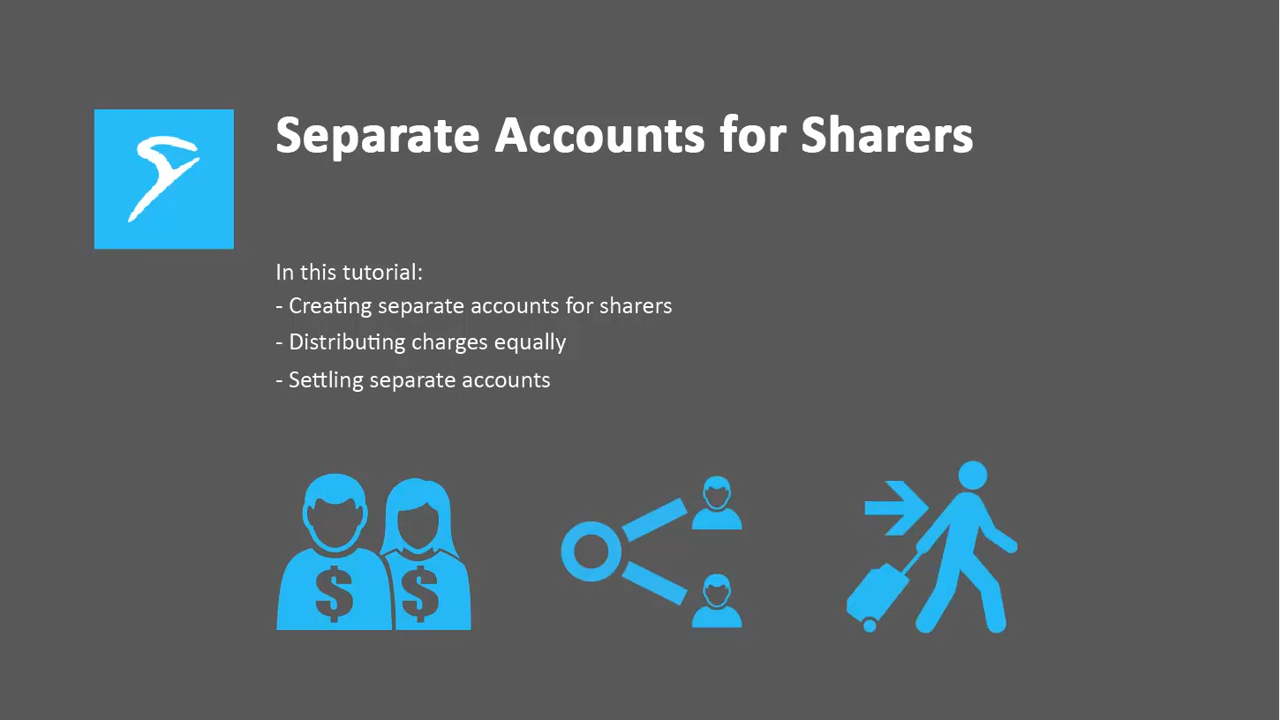 Separate Accounts for Sharers
In this tutorial:
- Creating separate accounts for sharers
- Distributing charges equally
- Settling separate accounts
$ $